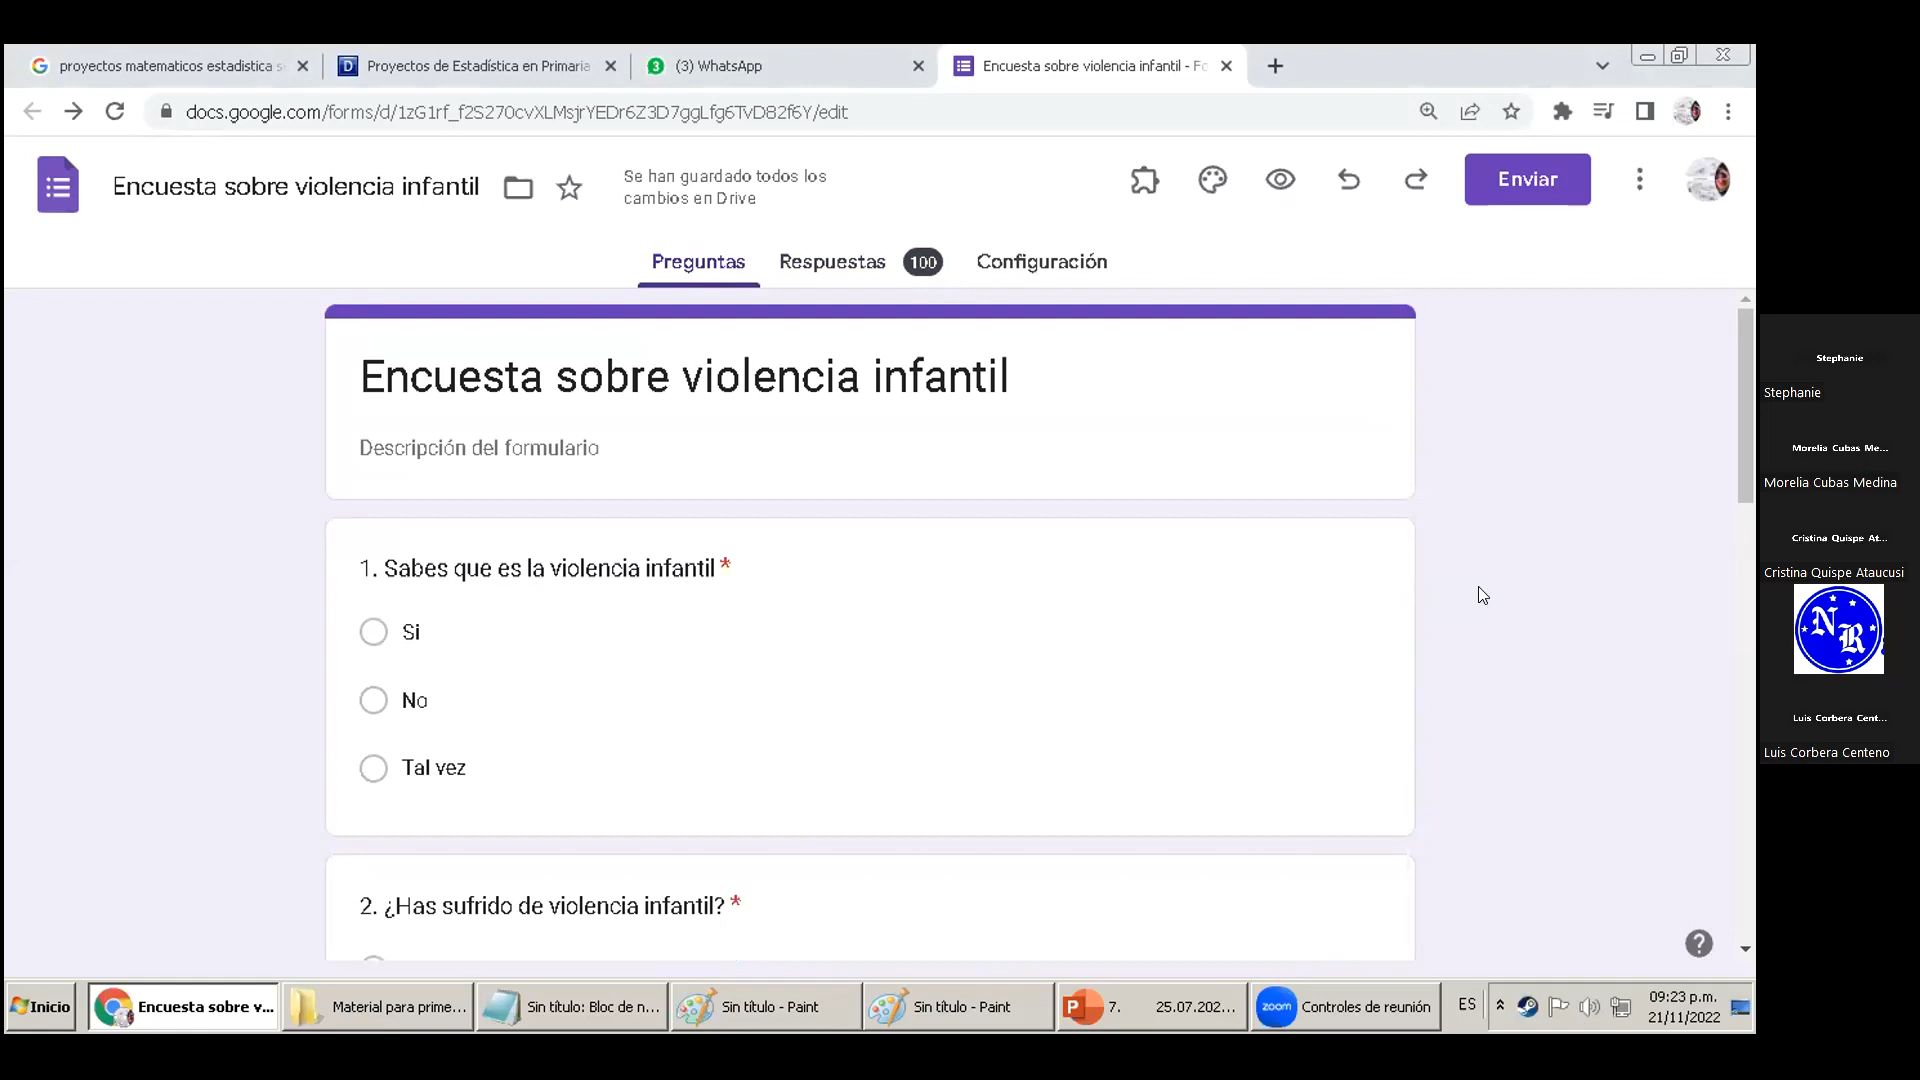 proyectos matematicos estadistica s
Proyectos de Estadística en Primaria
3
(3) WhatsApp
Encuesta sobre violencia infantil - Fo
docs.google.com/forms/d/1zG1rf_f2S270cvXLMsjrYEDr6Z3D7ggLfg6TvD82f6Y/edit
Encuesta sobre violencia infantil
Se han guardado todos los
cambios en Drive
Enviar
Preguntas
Respuestas 100
Configuración
Encuesta sobre violencia infantil
Descripción del formulario
1. Sabes que es la violencia infantil *
Si
No
Tal vez
2. ¿Has sufrido de violencia infantil? *
Stephanie
Stephanie
Morelia Cubas Me...
Morelia Cubas Medina
Cristina Quispe At...
Cristina Quispe Ataucusi
N R
Luis Corbera Cent...
Luis Corbera Centeno
Inicio
Encuesta sobre v...
Material para prime...
Sin título: Bloc de n...
Sin título - Paint
Sin título - Paint
7. 25.07.202...
zoom
Controles de reunión
ES
09:23 p.m.
21/11/2022